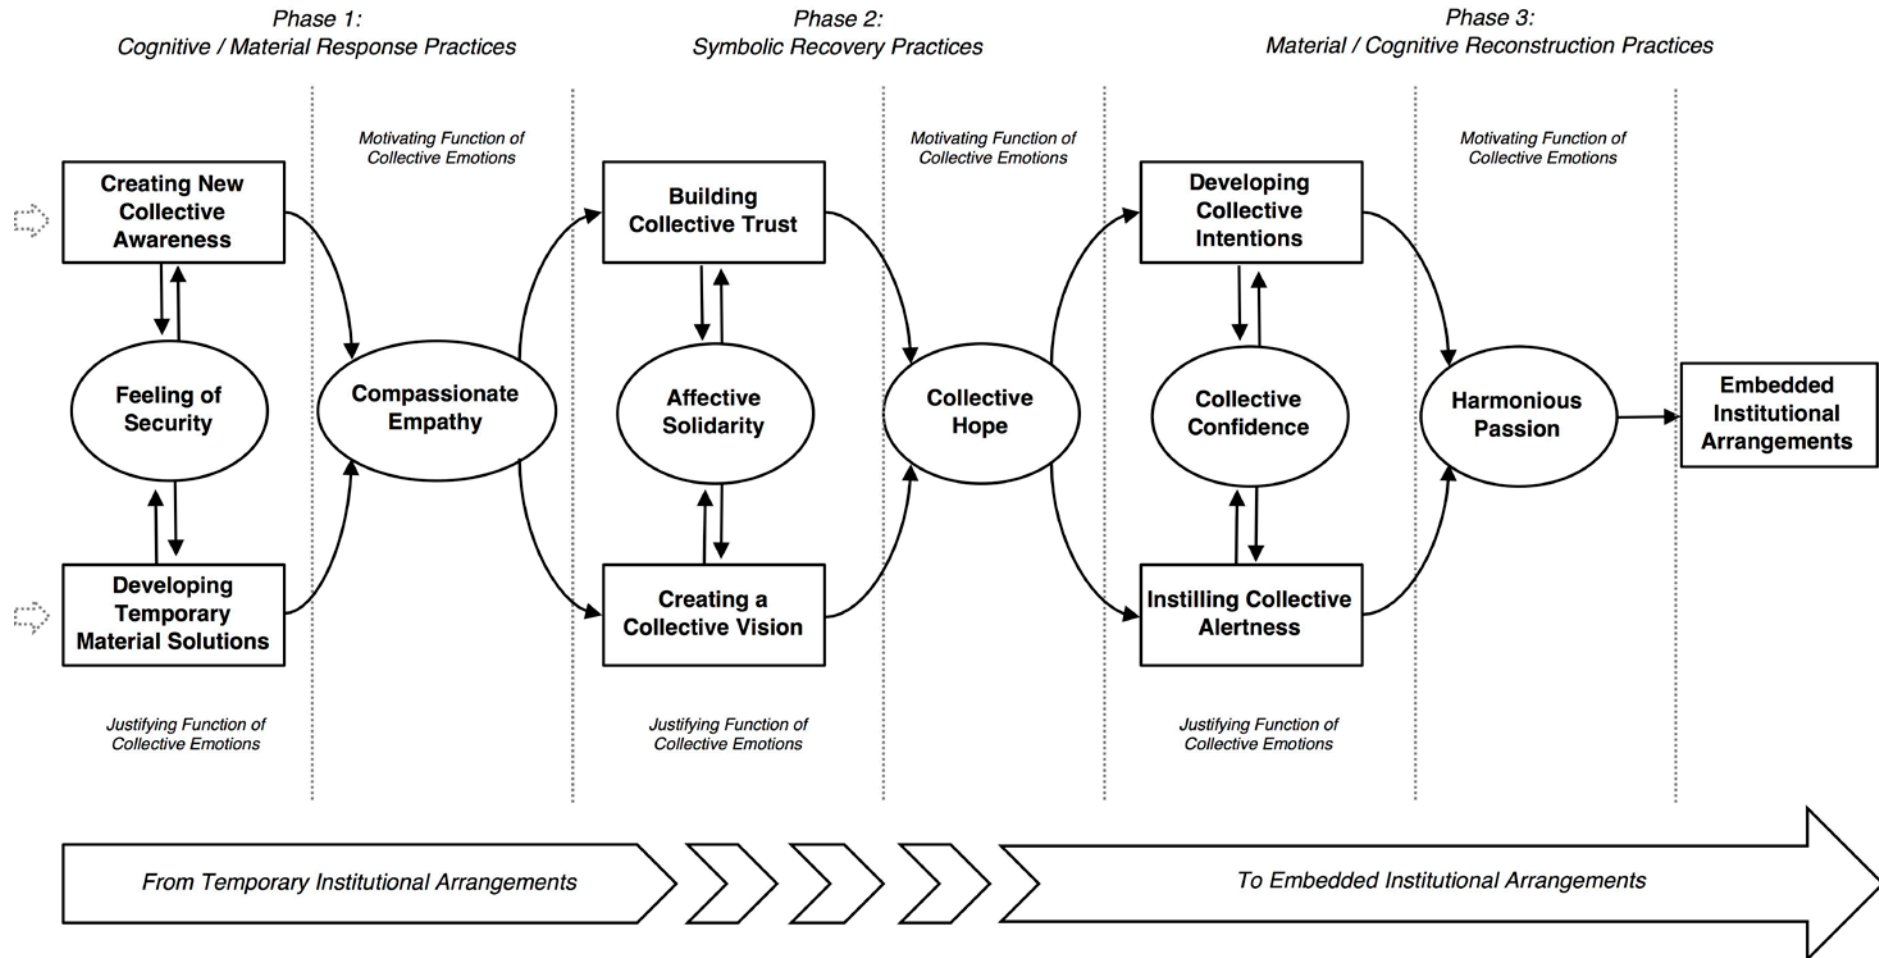 Phase 1:
Cognitive / Material Response Practices
Phase 2:
Symbolic Recovery Practices
Phase 3:
Material / Cognitive Reconstruction Practices
Motivating Function of
Collective Emotions
Motivating Function of
Collective Emotions
Motivating Function of
Collective Emotions
Creating New
Collective
Awareness
Building
Collective Trust
Developing
Collective
Intentions
Feeling of
Security
Compassionate
Empathy
Affective
Solidarity
Collective
Hope
Collective
Confidence
Harmonious
Passion
Embedded
Institutional
Arrangements
Developing
Temporary
Material Solutions
Creating a
Collective Vision
Instilling Collective
Alertness
Justifying Function of
Collective Emotions
Justifying Function of
Collective Emotions
Justifying Function of
Collective Emotions
From Temporary Institutional Arrangements
To Embedded Institutional Arrangements